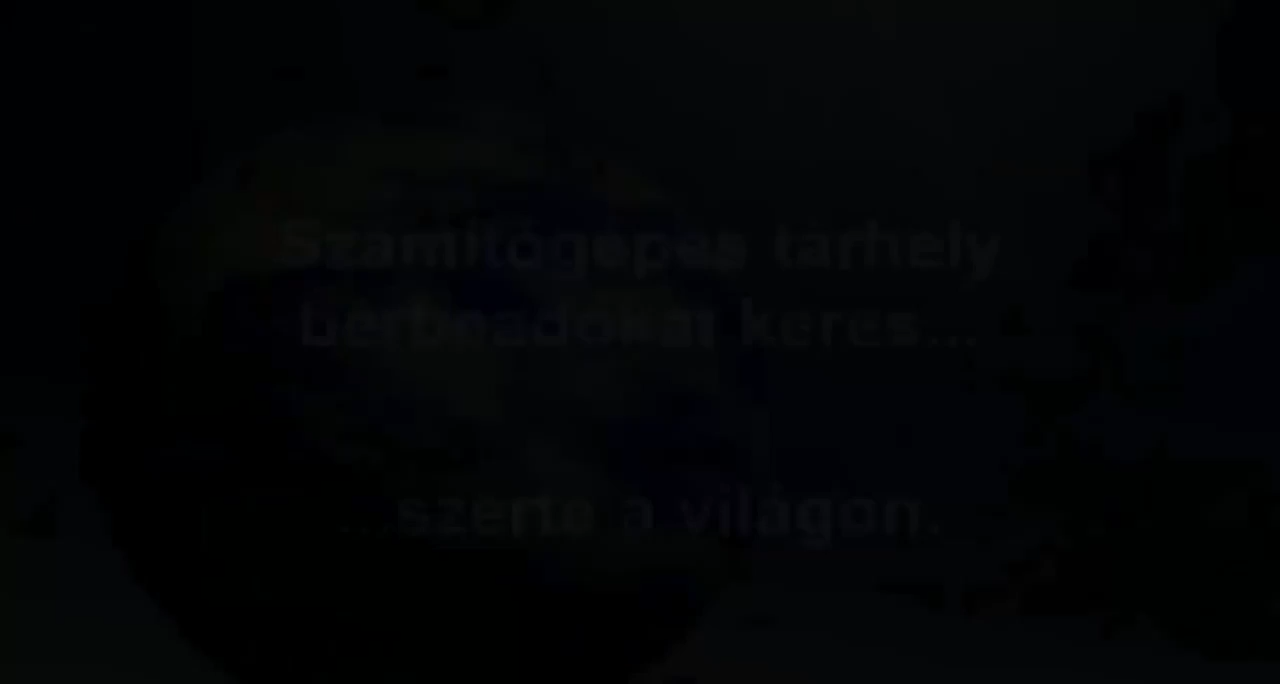 Számítógépes tárhely
bérbeadókat keres...
...szerte a világon.